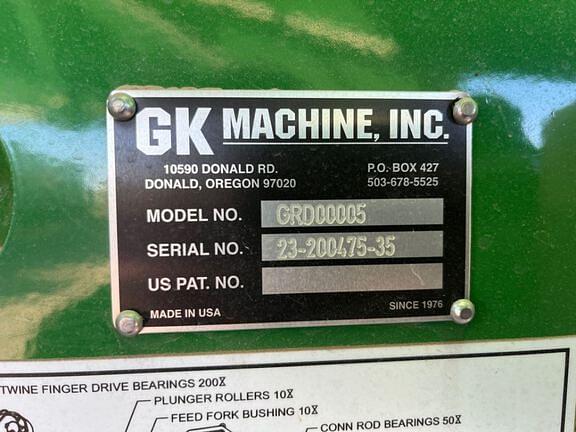 GK MACHINE, INC.
10590 DONALD RD. P.O. BOX 427
DONALD, OREGON 97020 503-678-5525
MODEL NO. GRD00005
SERIAL NO. 23-200475-35
US PAT. NO.
MADE IN USA SINCE 1976
TWINE FINGER DRIVE BEARINGS 200X
PLUNGER ROLLERS 10X
FEED FORK BUSHING 10X
CONN ROD BEARINGS 50X